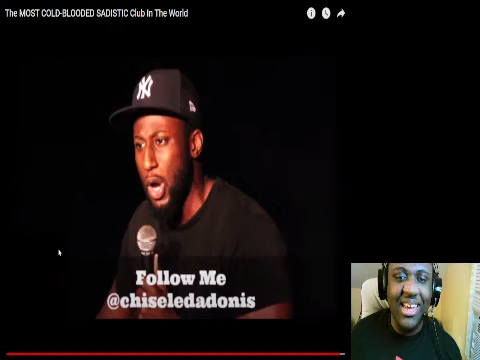 The MOST COLD-BLOODED SADISTIC Club In The World
NY
Follow Me
@chiseledadonis